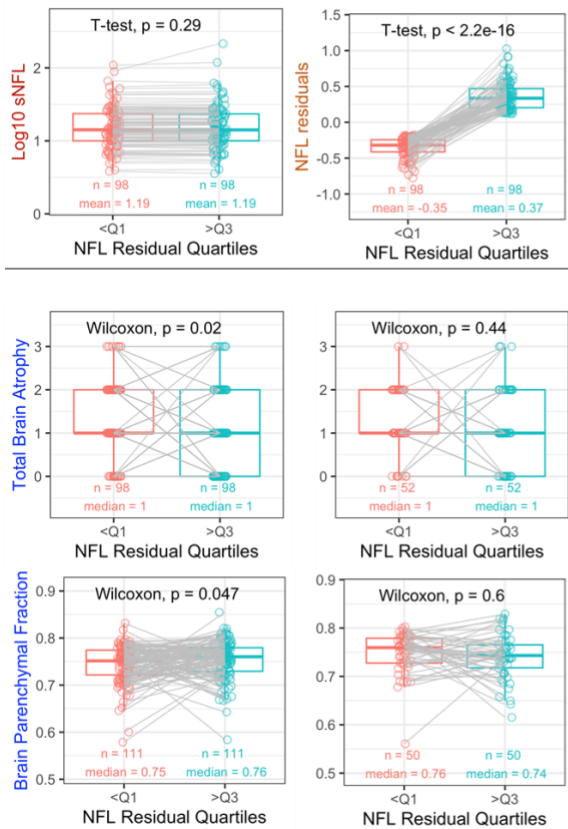 T-test, p = 0.29
Log10 sNFL
2
1
0
n = 98
n = 98
mean = 1.19
mean = 1.19
<Q1
>Q3
NFL Residual Quartiles
T-test, p < 2.2e-16
NFL residuals
1.5
1.0
0.5
0.0
-0.5
-1.0
n = 98
n = 98
mean = -0.35
mean = 0.37
<Q1
>Q3
NFL Residual Quartiles
Wilcoxon, p = 0.02
Total Brain Atrophy
3
2
1
0
n = 98
n = 98
median = 1
median = 1
<Q1
>Q3
NFL Residual Quartiles
Wilcoxon, p = 0.44
3
2
1
0
n = 52
n = 52
median = 1
median = 1
<Q1
>Q3
NFL Residual Quartiles
Wilcoxon, p = 0.047
Brain Parenchymal Fraction
0.9
0.8
0.7
0.6
0.5
n = 111
n = 111
median = 0.75
median = 0.76
<Q1
>Q3
NFL Residual Quartiles
Wilcoxon, p = 0.6
0.9
0.8
0.7
0.6
0.5
n = 50
n = 50
median = 0.76
median = 0.74
<Q1
>Q3
NFL Residual Quartiles